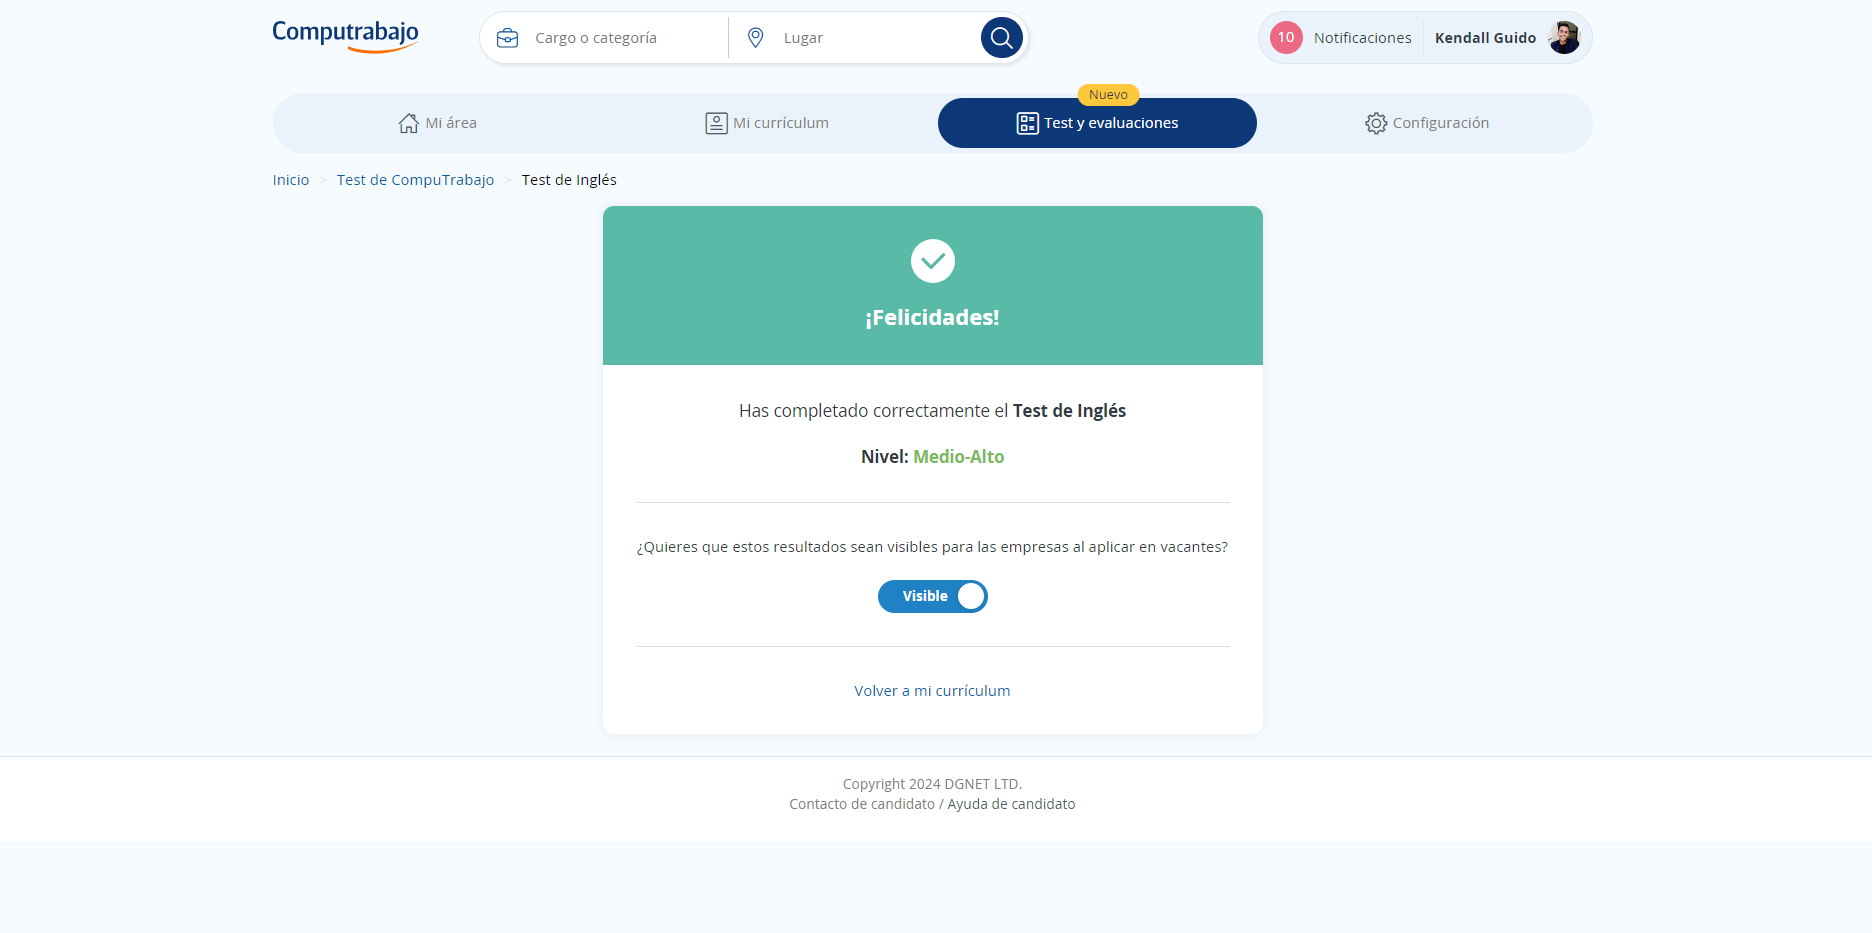 Computrabajo
Cargo o categoría
Lugar
10 Notificaciones
Kendall Guido
Mi área
Mi currículum
Nuevo
Test y evaluaciones
Configuración
Inicio > Test de CompuTrabajo > Test de Inglés
¡Felicidades!
Has completado correctamente el Test de Inglés
Nivel: Medio-Alto
¿Quieres que estos resultados sean visibles para las empresas al aplicar en vacantes?
Visible
Volver a mi currículum
Copyright 2024 DGNET LTD.
Contacto de candidato / Ayuda de candidato